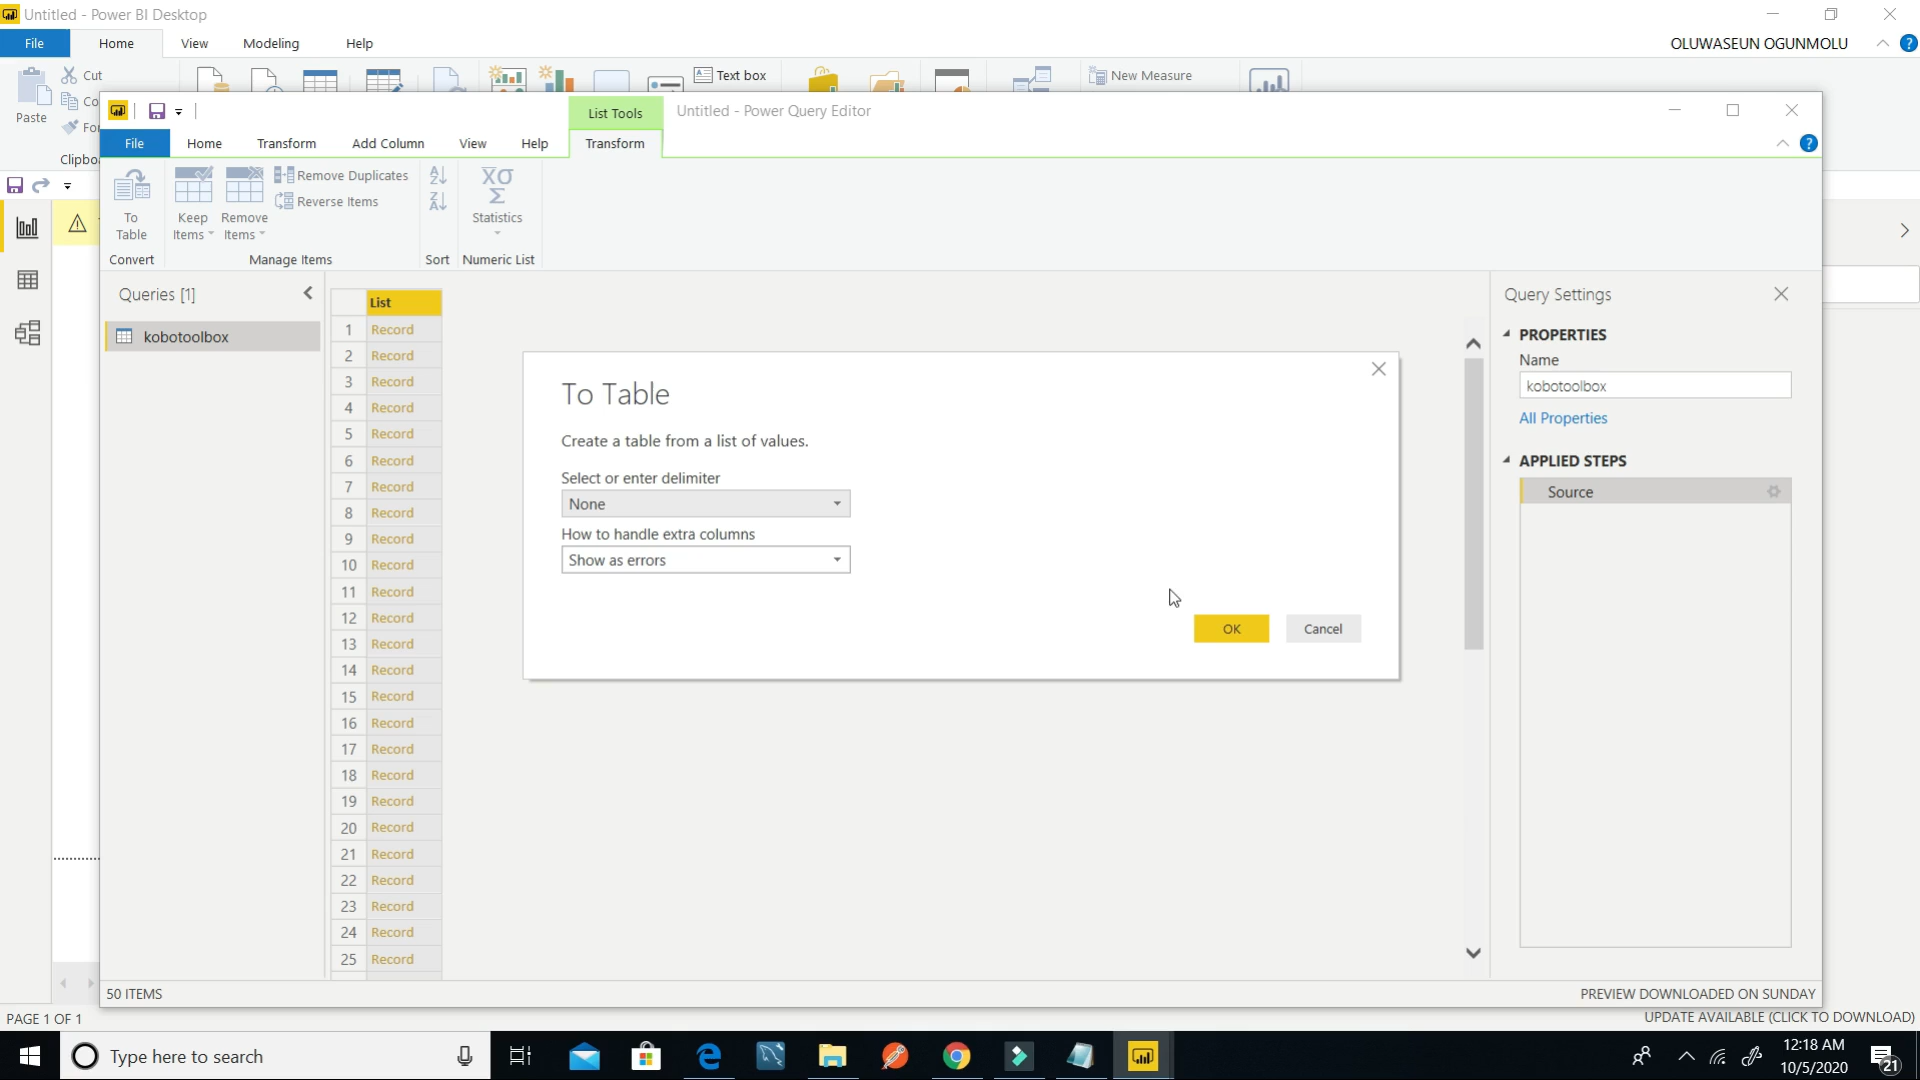 Untitled - Power BI Desktop
File
Home
View
Modeling
Help
OLUWASEUN OGUNMOLU
Paste
Cut
Text box
New Measure
List Tools
Untitled - Power Query Editor
File
Home
Transform
Add Column
View
Help
Transform
To Table
Keep Items
Remove Items
Remove Duplicates
Reverse Items
Statistics
Convert
Manage Items
Sort
Numeric List
Queries [1]
kobotoolbox
List
1 Record
2 Record
3 Record
4 Record
5 Record
6 Record
7 Record
8 Record
9 Record
10 Record
11 Record
12 Record
13 Record
14 Record
15 Record
16 Record
17 Record
18 Record
19 Record
20 Record
21 Record
22 Record
23 Record
24 Record
25 Record
To Table
Create a table from a list of values.
Select or enter delimiter
None
How to handle extra columns
Show as errors
OK
Cancel
Query Settings
PROPERTIES
Name
kobotoolbox
All Properties
APPLIED STEPS
Source
50 ITEMS
PREVIEW DOWNLOADED ON SUNDAY
PAGE 1 OF 1
UPDATE AVAILABLE (CLICK TO DOWNLOAD)
Type here to search
12:18 AM
10/5/2020
21